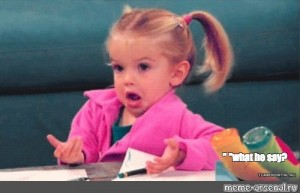 " "what he say?
meme-arsenal.ru